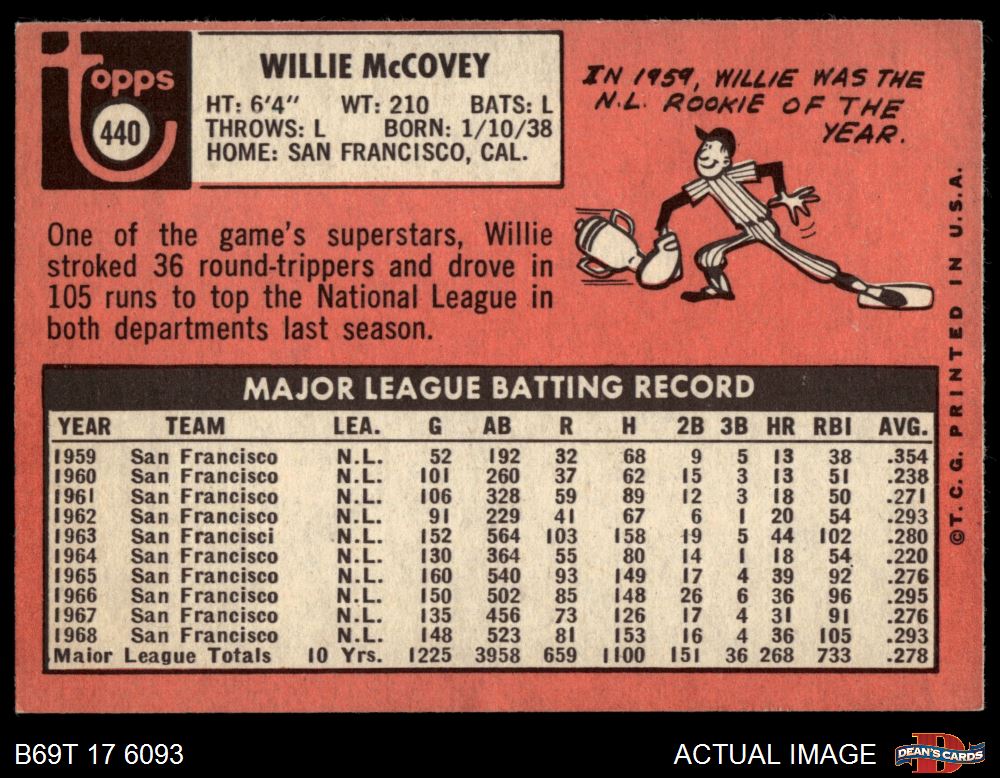 topps
440
WILLIE McCOVEY
HT: 6'4" WT: 210 BATS: L
THROWS: L BORN: 1/10/38
HOME: SAN FRANCISCO, CAL.
IN 1959, WILLIE WAS THE
N.L. ROOKIE OF THE
YEAR.
One of the game's superstars, Willie
stroked 36 round-trippers and drove in
105 runs to top the National League in
both departments last season.
MAJOR LEAGUE BATTING RECORD
YEAR TEAM LEA. G AB R H 2B 3B HR RBI AVG.
1959 San Francisco N.L. 52 192 32 68 9 5 13 38 .354
1960 San Francisco N.L. 101 260 37 62 15 3 13 51 .238
1961 San Francisco N.L. 106 328 59 89 12 3 18 50 .271
1962 San Francisco N.L. 91 229 41 67 6 1 20 54 .293
1963 San Francisci N.L. 152 564 103 158 19 5 44 102 .280
1964 San Francisco N.L. 130 364 55 80 14 1 18 54 .220
1965 San Francisco N.L. 160 540 93 149 17 4 39 92 .276
1966 San Francisco N.L. 150 502 85 148 26 6 36 96 .295
1967 San Francisco N.L. 135 456 73 126 17 4 31 91 .276
1968 San Francisco N.L. 148 523 81 153 16 4 36 105 .293
Major League Totals 10 Yrs. 1225 3958 659 1100 151 36 268 733 .278
©T. C. G. PRINTED IN U.S.A.
B69T 17 6093
ACTUAL IMAGE
DEAN'S CARDS